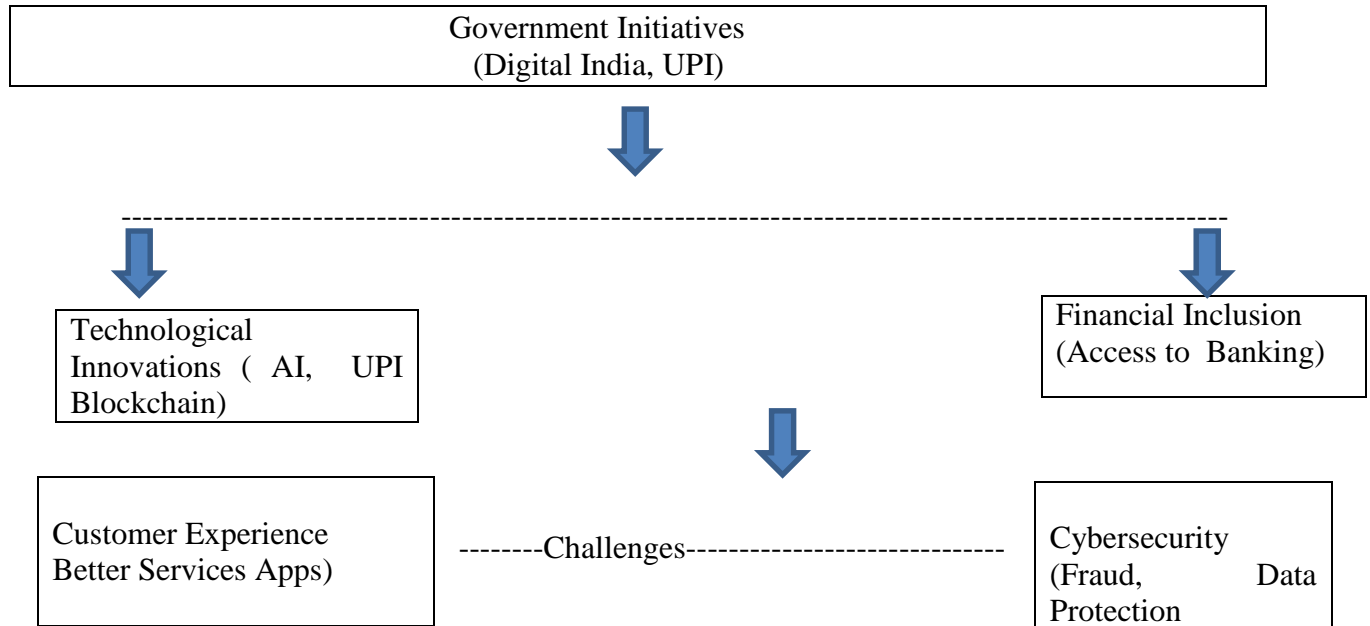 Government Initiatives
(Digital India, UPI)
Technological
Innovations ( AI, UPI
Blockchain)
Financial Inclusion
(Access to Banking)
Customer Experience
Better Services Apps)
--------Challenges------------------------------
Cybersecurity
(Fraud, Data
Protection